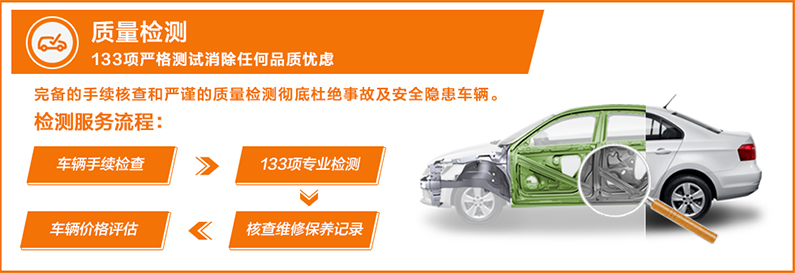 质量检测
133项严格测试消除任何品质忧虑
完备的手续核查和严谨的质量检测彻底杜绝事故及安全隐患车辆。
检测服务流程：
车辆手续检查
133项专业检测
核查维修保养记录
车辆价格评估